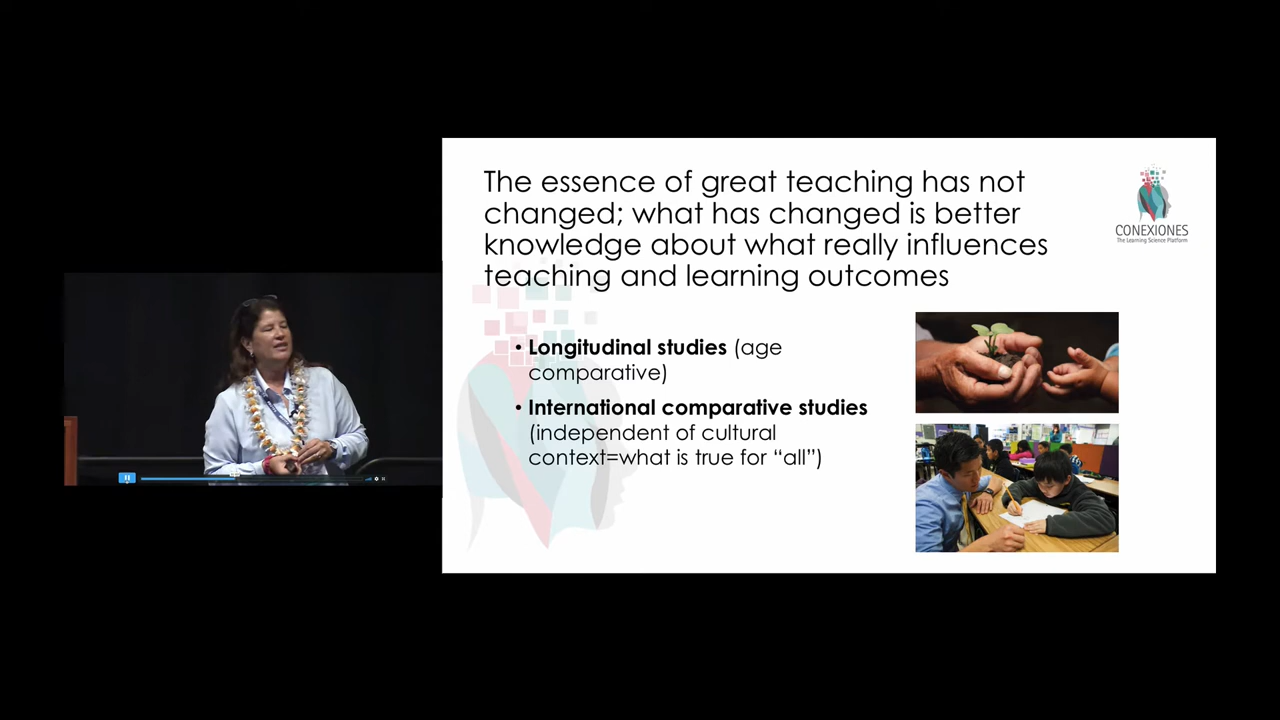 The essence of great teaching has not
changed; what has changed is better
knowledge about what really influences
teaching and learning outcomes
CONEXIONES
The Learning Science Platform
• Longitudinal studies (age
comparative)
• International comparative studies
(independent of cultural
context=what is true for “all”)